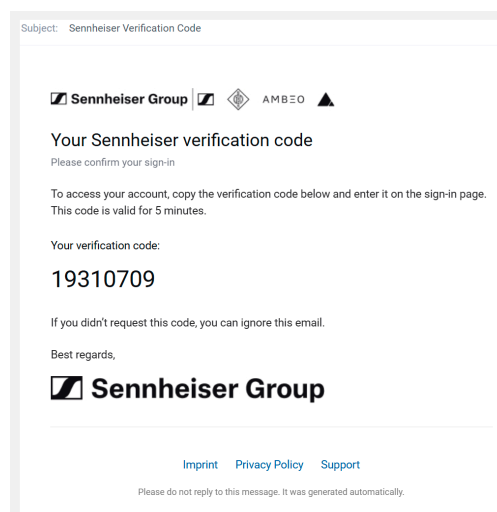 Subject: Sennheiser Verification Code
Sennheiser Group AMBEO
Your Sennheiser verification code
Please confirm your sign-in
To access your account, copy the verification code below and enter it on the sign-in page.
This code is valid for 5 minutes.
Your verification code:
19310709
If you didn't request this code, you can ignore this email.
Best regards,
Sennheiser Group
Imprint Privacy Policy Support
Please do not reply to this message. It was generated automatically.